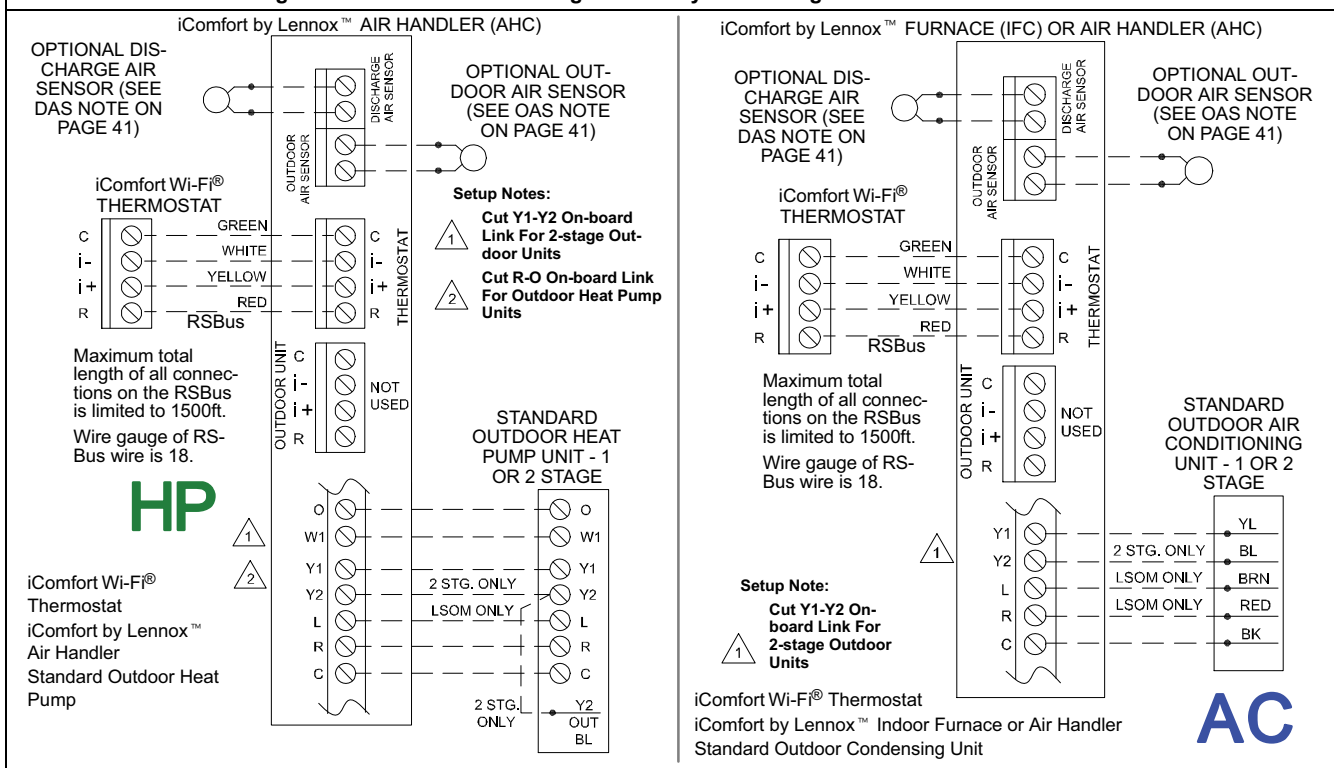 iComfort by Lennox™ AIR HANDLER (AHC)
OPTIONAL DIS-
CHARGE AIR
SENSOR (SEE
DAS NOTE ON
PAGE 41)
DISCHARGE
AIR SENSOR
OPTIONAL OUT-
DOOR AIR SENSOR
(SEE OAS NOTE
ON PAGE 41)
OUTDOOR
AIR SENSOR
iComfort Wi-Fi®
THERMOSTAT
Setup Notes:
1 Cut Y1-Y2 On-board
Link For 2-stage Out-
door Units
2 Cut R-O On-board Link
For Outdoor Heat Pump
Units
C GREEN C
i- WHITE i-
i+ YELLOW i+
R RED R
RSBus
THERMOSTAT
Maximum total
length of all connec-
tions on the RSBus
is limited to 1500ft.
Wire gauge of RS-
Bus wire is 18.
OUTDOOR UNIT
C
i-
i+
R
NOT
USED
STANDARD
OUTDOOR HEAT
PUMP UNIT - 1
OR 2 STAGE
HP
O O
1 W1 W1
2 Y1 Y1
Y2 2 STG. ONLY Y2
L LSOM ONLY L
R R
C C
2 STG.
ONLY
Y2
OUT
BL
iComfort Wi-Fi®
Thermostat
iComfort by Lennox™
Air Handler
Standard Outdoor Heat
Pump
iComfort by Lennox™ FURNACE (IFC) OR AIR HANDLER (AHC)
OPTIONAL DIS-
CHARGE AIR
SENSOR (SEE
DAS NOTE ON
PAGE 41)
DISCHARGE
AIR SENSOR
OPTIONAL OUT-
DOOR AIR SENSOR
(SEE OAS NOTE
ON PAGE 41)
OUTDOOR
AIR SENSOR
iComfort Wi-Fi®
THERMOSTAT
C GREEN C
i- WHITE i-
i+ YELLOW i+
R RED R
RSBus
THERMOSTAT
Maximum total
length of all connec-
tions on the RSBus
is limited to 1500ft.
Wire gauge of RS-
Bus wire is 18.
OUTDOOR UNIT
C
i-
i+
R
NOT
USED
STANDARD
OUTDOOR AIR
CONDITIONING
UNIT - 1 OR 2
STAGE
1
Y1 YL
Y2 2 STG. ONLY BL
L LSOM ONLY BRN
R LSOM ONLY RED
C BK
Setup Note:
1 Cut Y1-Y2 On-
board Link For
2-stage Outdoor
Units
iComfort Wi-Fi® Thermostat
iComfort by Lennox™ Indoor Furnace or Air Handler
Standard Outdoor Condensing Unit
AC